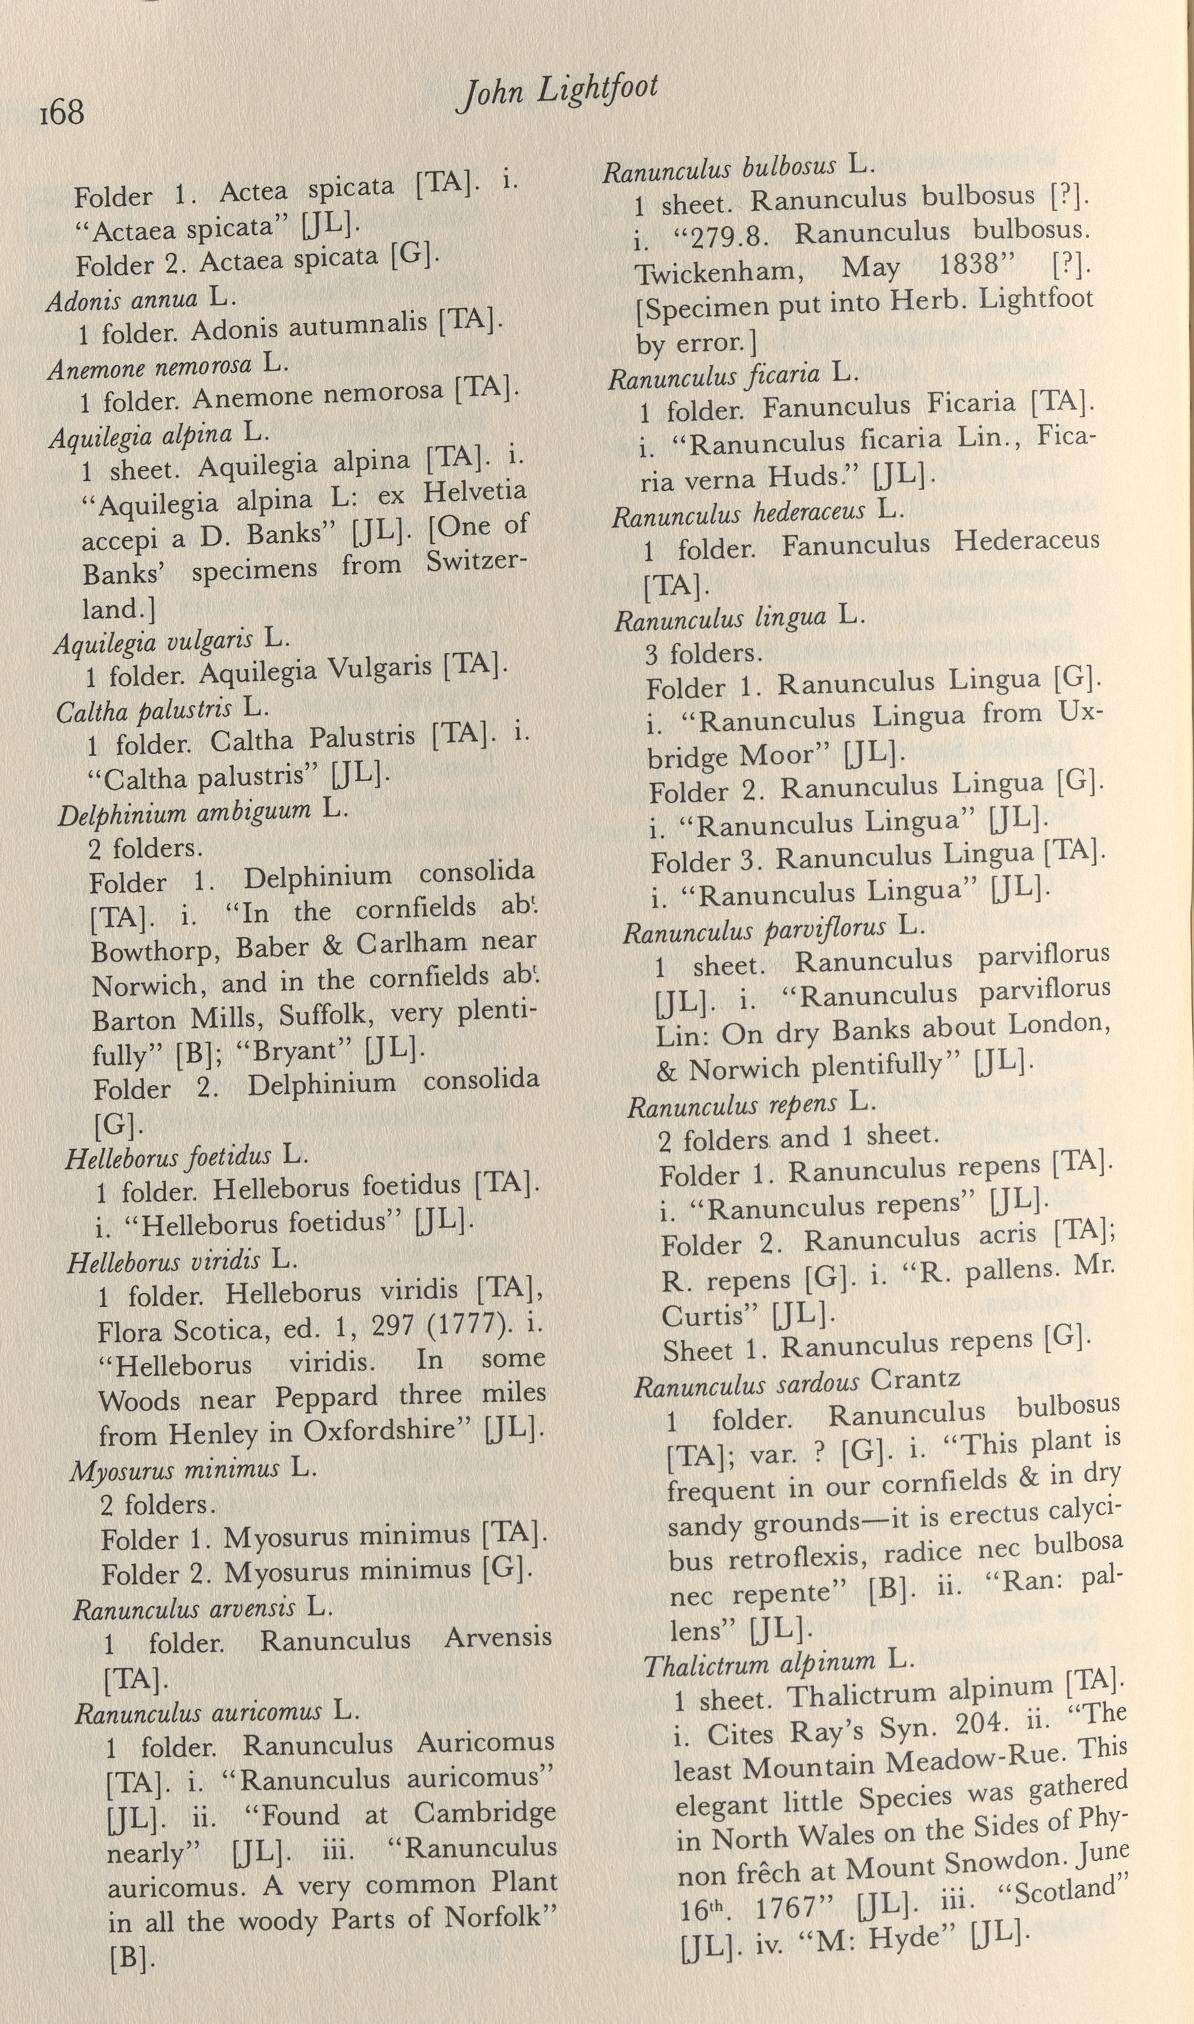 168
John Lightfoot
Folder 1. Actea spicata [TA]. i.
“Actaea spicata” [JL].
Folder 2. Actaea spicata [G].
Adonis annua L.
1 folder. Adonis autumnalis [TA].
Anemone nemorosa L.
1 folder. Anemone nemorosa [TA].
Aquilegia alpina L.
1 sheet. Aquilegia alpina [TA]. i.
“Aquilegia alpina L: ex Helvetia
accepi a D. Banks” [JL]. [One of
Banks’ specimens from Switzer-
land.]
Aquilegia vulgaris L.
1 folder. Aquilegia Vulgaris [TA].
Caltha palustris L.
1 folder. Caltha Palustris [TA]. i.
“Caltha palustris” [JL].
Delphinium ambiguum L.
2 folders.
Folder 1. Delphinium consolida
[TA]. i. “In the cornfields abᵗ.
Bowthorp, Baber & Carlham near
Norwich, and in the cornfields abᵗ.
Barton Mills, Suffolk, very plenti-
fully” [B]; “Bryant” [JL].
Folder 2. Delphinium consolida
[G].
Helleborus foetidus L.
1 folder. Helleborus foetidus [TA].
i. “Helleborus foetidus” [JL].
Helleborus viridis L.
1 folder. Helleborus viridis [TA],
Flora Scotica, ed. 1, 297 (1777). i.
“Helleborus viridis. In some
Woods near Peppard three miles
from Henley in Oxfordshire” [JL].
Myosurus minimus L.
2 folders.
Folder 1. Myosurus minimus [TA].
Folder 2. Myosurus minimus [G].
Ranunculus arvensis L.
1 folder. Ranunculus Arvensis
[TA].
Ranunculus auricomus L.
1 folder. Ranunculus Auricomus
[TA]. i. “Ranunculus auricomus”
[JL]. ii. “Found at Cambridge
nearly” [JL]. iii. “Ranunculus
auricomus. A very common Plant
in all the woody Parts of Norfolk”
[B].
Ranunculus bulbosus L.
1 sheet. Ranunculus bulbosus [?].
i. “279.8. Ranunculus bulbosus.
Twickenham, May 1838” [?].
[Specimen put into Herb. Lightfoot
by error.]
Ranunculus ficaria L.
1 folder. Fanunculus Ficaria [TA].
i. “Ranunculus ficaria Lin., Fica-
ria verna Huds.” [JL].
Ranunculus hederaceus L.
1 folder. Fanunculus Hederaceus
[TA].
Ranunculus lingua L.
3 folders.
Folder 1. Ranunculus Lingua [G].
i. “Ranunculus Lingua from Ux-
bridge Moor” [JL].
Folder 2. Ranunculus Lingua [G].
i. “Ranunculus Lingua” [JL].
Folder 3. Ranunculus Lingua [TA].
i. “Ranunculus Lingua” [JL].
Ranunculus parviflorus L.
1 sheet. Ranunculus parviflorus
[JL]. i. “Ranunculus parviflorus
Lin: On dry Banks about London,
& Norwich plentifully” [JL].
Ranunculus repens L.
2 folders and 1 sheet.
Folder 1. Ranunculus repens [TA].
i. “Ranunculus repens” [JL].
Folder 2. Ranunculus acris [TA];
R. repens [G]. i. “R. pallens. Mr.
Curtis” [JL].
Sheet 1. Ranunculus repens [G].
Ranunculus sardous Crantz
1 folder. Ranunculus bulbosus
[TA]; var. ? [G]. i. “This plant is
frequent in our cornfields & in dry
sandy grounds—it is erectus calyci-
bus retroflexis, radice nec bulbosa
nec repente” [B]. ii. “Ran: pal-
lens” [JL].
Thalictrum alpinum L.
1 sheet. Thalictrum alpinum [TA].
i. Cites Ray’s Syn. 204. ii. “The
least Mountain Meadow-Rue. This
elegant little Species was gathered
in North Wales on the Sides of Phy-
non frêch at Mount Snowdon. June
16ᵗʰ. 1767” [JL]. iii. “Scotland”
[JL]. iv. “M: Hyde” [JL].